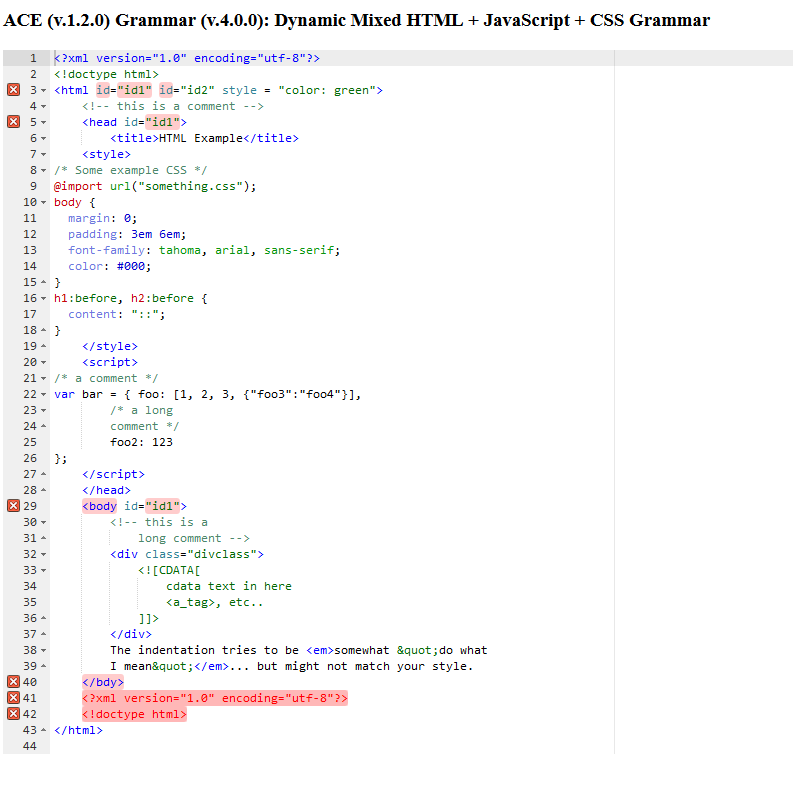 ACE (v.1.2.0) Grammar (v.4.0.0): Dynamic Mixed HTML + JavaScript + CSS Grammar
1 <?xml version="1.0" encoding="utf-8"?>
2 <!doctype html>
3 <html id="id1" id="id2" style = "color: green">
4     <!-- this is a comment -->
5     <head id="id1">
6         <title>HTML Example</title>
7     <style>
8 /* Some example CSS */
9 @import url("something.css");
10 body {
11   margin: 0;
12   padding: 3em 6em;
13   font-family: tahoma, arial, sans-serif;
14   color: #000;
15 }
16 h1:before, h2:before {
17   content: "::";
18 }
19     </style>
20     <script>
21 /* a comment */
22 var bar = { foo: [1, 2, 3, {"foo3":"foo4"}],
23         /* a long
24         comment */
25         foo2: 123
26 };
27     </script>
28     </head>
29     <body id="id1">
30         <!-- this is a
31             long comment -->
32         <div class="divclass">
33             <![CDATA[
34                 cdata text in here
35                 <a_tag>, etc..
36             ]]>
37         </div>
38         The indentation tries to be <em>somewhat &quot;do what
39         I mean&quot;</em>... but might not match your style.
40     </bdy>
41     <?xml version="1.0" encoding="utf-8"?>
42     <!doctype html>
43 </html>
44